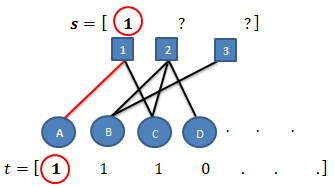 s = [ 1 ? ? ]
1 2 3
A B C D . . .
t = [ 1 1 1 0 . . . ]